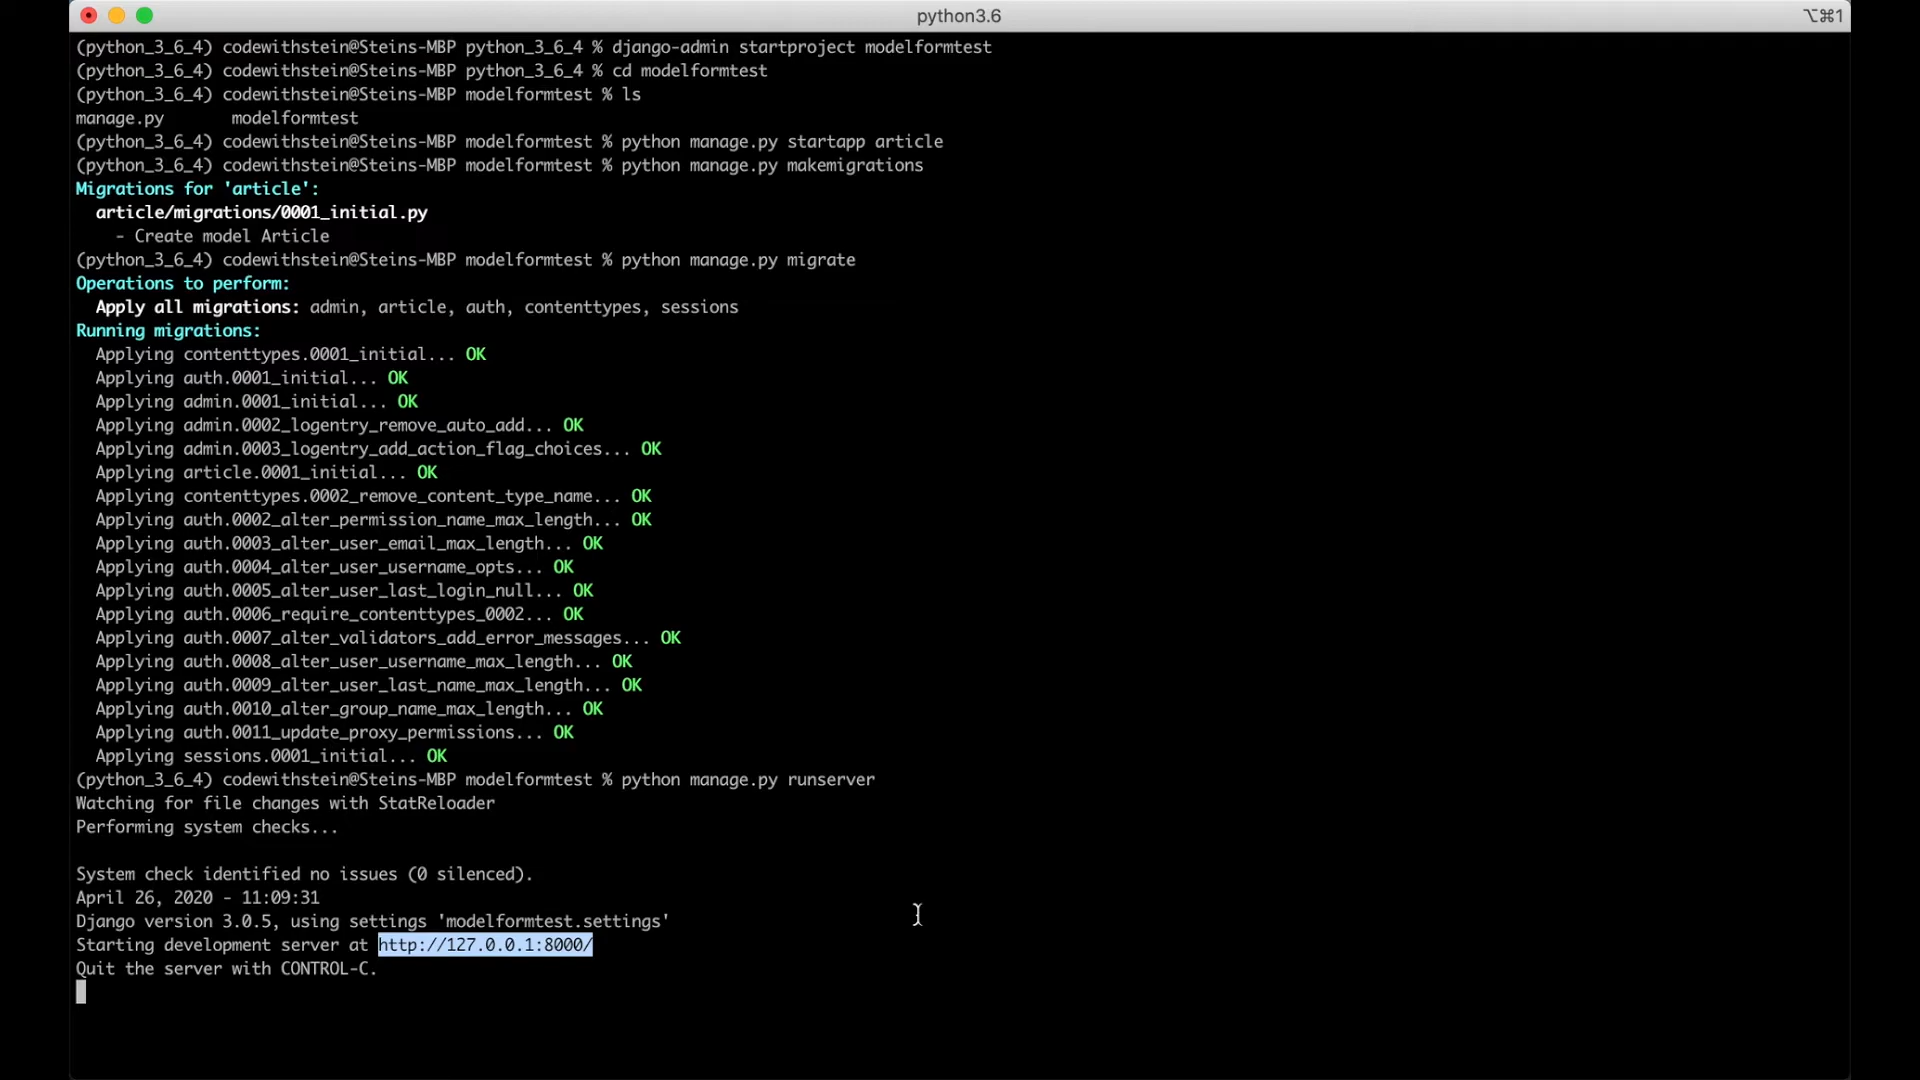 python3.6
⌥⌘1
(python_3_6_4) codewithstein@Steins-MBP python_3_6_4 % django-admin startproject modelformtest
(python_3_6_4) codewithstein@Steins-MBP python_3_6_4 % cd modelformtest
(python_3_6_4) codewithstein@Steins-MBP modelformtest % ls
manage.py       modelformtest
(python_3_6_4) codewithstein@Steins-MBP modelformtest % python manage.py startapp article
(python_3_6_4) codewithstein@Steins-MBP modelformtest % python manage.py makemigrations
Migrations for 'article':
  article/migrations/0001_initial.py
    - Create model Article
(python_3_6_4) codewithstein@Steins-MBP modelformtest % python manage.py migrate
Operations to perform:
  Apply all migrations: admin, article, auth, contenttypes, sessions
Running migrations:
  Applying contenttypes.0001_initial... OK
  Applying auth.0001_initial... OK
  Applying admin.0001_initial... OK
  Applying admin.0002_logentry_remove_auto_add... OK
  Applying admin.0003_logentry_add_action_flag_choices... OK
  Applying article.0001_initial... OK
  Applying contenttypes.0002_remove_content_type_name... OK
  Applying auth.0002_alter_permission_name_max_length... OK
  Applying auth.0003_alter_user_email_max_length... OK
  Applying auth.0004_alter_user_username_opts... OK
  Applying auth.0005_alter_user_last_login_null... OK
  Applying auth.0006_require_contenttypes_0002... OK
  Applying auth.0007_alter_validators_add_error_messages... OK
  Applying auth.0008_alter_user_username_max_length... OK
  Applying auth.0009_alter_user_last_name_max_length... OK
  Applying auth.0010_alter_group_name_max_length... OK
  Applying auth.0011_update_proxy_permissions... OK
  Applying sessions.0001_initial... OK
(python_3_6_4) codewithstein@Steins-MBP modelformtest % python manage.py runserver
Watching for file changes with StatReloader
Performing system checks...
System check identified no issues (0 silenced).
April 26, 2020 - 11:09:31
Django version 3.0.5, using settings 'modelformtest.settings'
Starting development server at http://127.0.0.1:8000/
Quit the server with CONTROL-C.